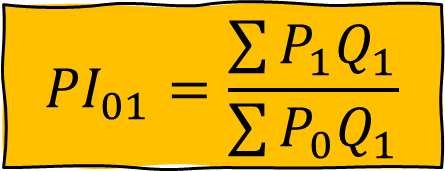 PI₀₁ = ∑ P₁Q₁ / ∑ P₀Q₁